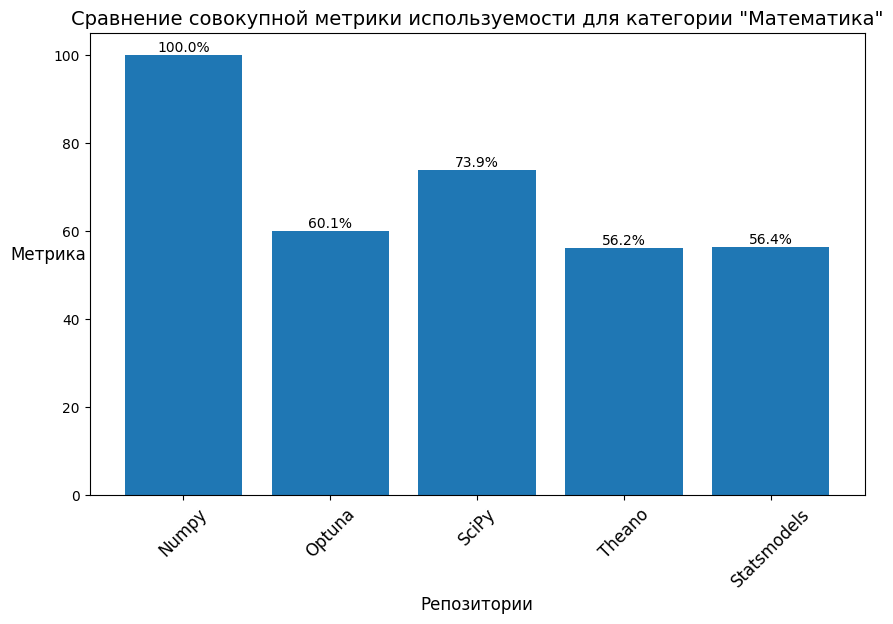 Сравнение совокупной метрики используемости для категории "Математика"
100.0%
60.1%
73.9%
56.2%
56.4%
100
80
60
40
20
0
Метрика
Numpy
Optuna
SciPy
Theano
Statsmodels
Репозитории